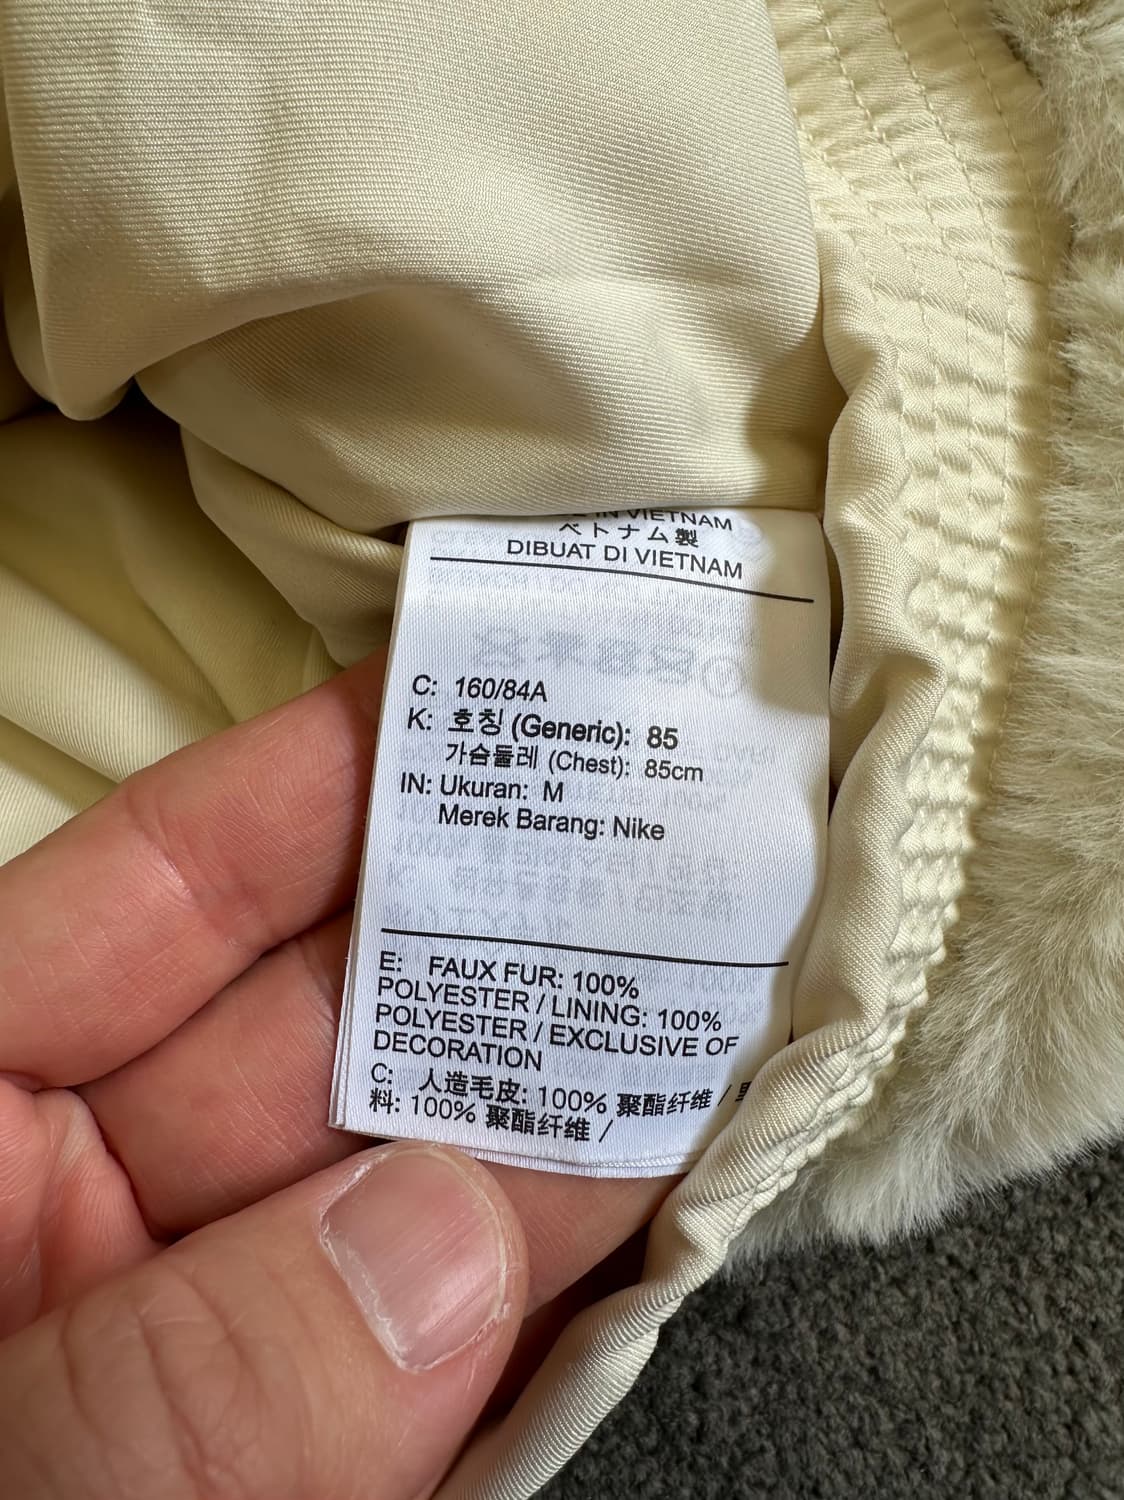 IN VIETNAM
ベトナム製
DIBUAT DI VIETNAM
C: 160/84A
K: 호칭 (Generic): 85
가슴둘레 (Chest): 85cm
IN: Ukuran: M
Merek Barang: Nike
E: FAUX FUR: 100%
POLYESTER / LINING: 100%
POLYESTER / EXCLUSIVE OF
DECORATION
C: 人造毛皮: 100% 聚酯纤维 /
料: 100% 聚酯纤维 /